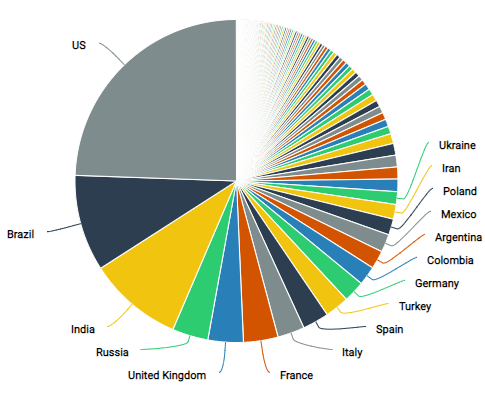 US
Ukraine
Iran
Poland
Brazil
Mexico
Argentina
Colombia
Germany
Turkey
India
Spain
Russia
Italy
United Kingdom
France